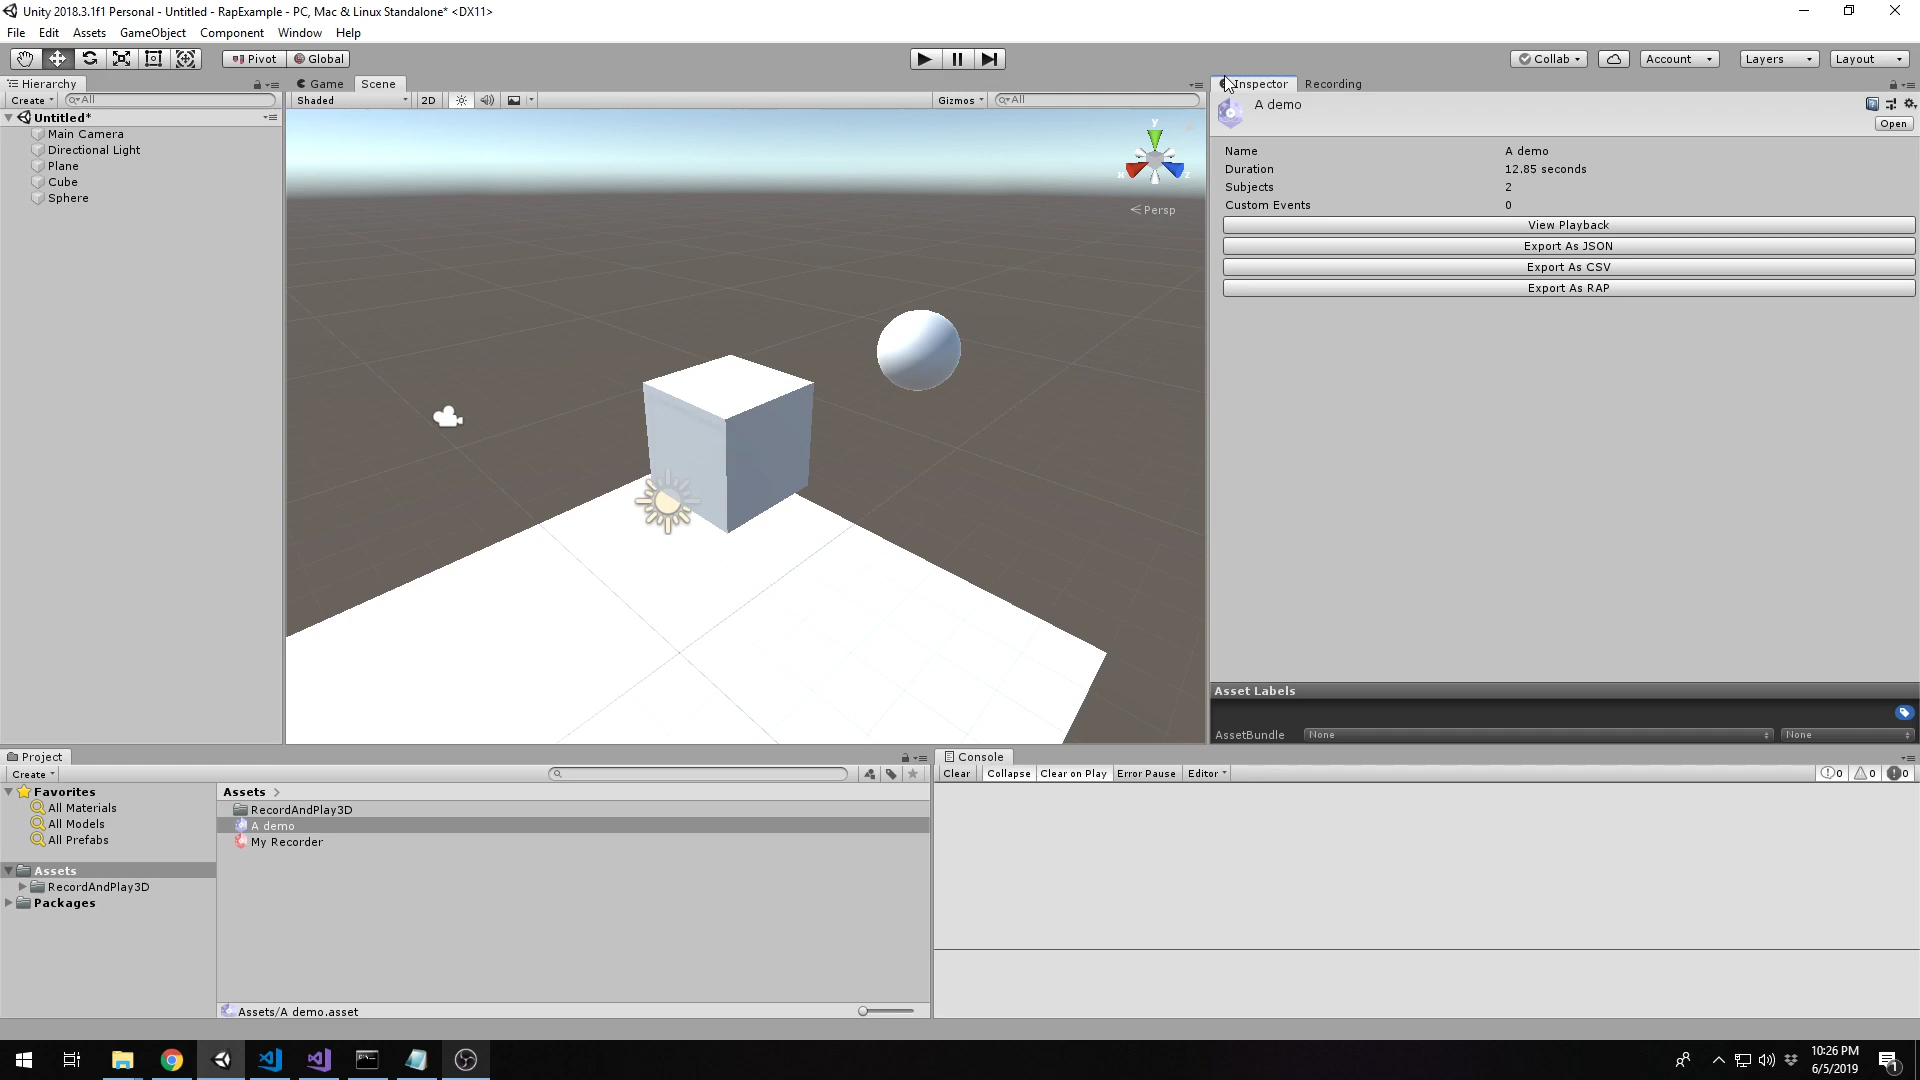 Unity 2018.3.1f1 Personal - Untitled - RapExample - PC, Mac & Linux Standalone* <DX11>
File Edit Assets GameObject Component Window Help
Pivot Global Collab Account Layers Layout
Hierarchy
Create All
Untitled*
Main Camera
Directional Light
Plane
Cube
Sphere
Game Scene
Shaded 2D Gizmos All
y
x z
Persp
Inspector Recording
A demo
Open
Name A demo
Duration 12.85 seconds
Subjects 2
Custom Events 0
View Playback
Export As JSON
Export As CSV
Export As RAP
Asset Labels
AssetBundle None None
Project
Create
Favorites
All Materials
All Models
All Prefabs
Assets
RecordAndPlay3D
Packages
Assets
RecordAndPlay3D
A demo
My Recorder
Assets/A demo.asset
Console
Clear Collapse Clear on Play Error Pause Editor 0 0 0
10:26 PM
6/5/2019
1